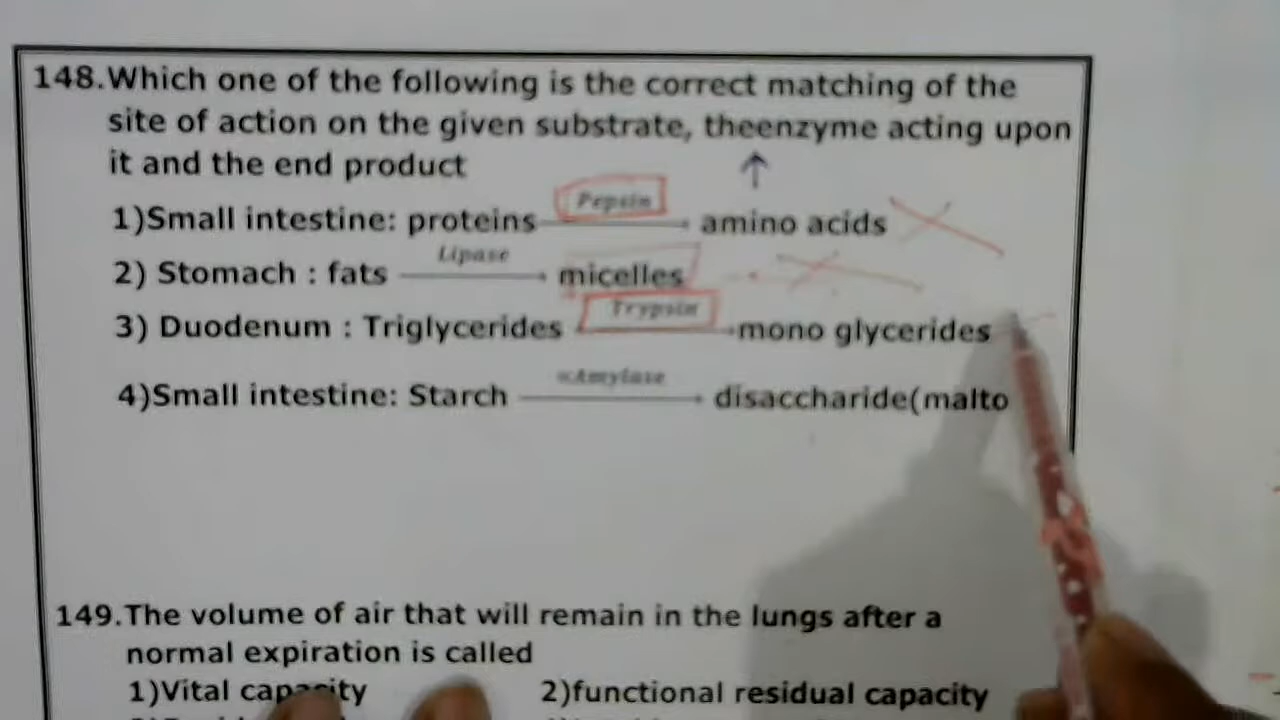 148.Which one of the following is the correct matching of the
site of action on the given substrate, theenzyme acting upon
it and the end product
1)Small intestine: proteins Pepsin amino acids
2) Stomach : fats Lipase micelles
3) Duodenum : Triglycerides Trypsin mono glycerides
4)Small intestine: Starch ∝Amylase disaccharide(malto
149.The volume of air that will remain in the lungs after a
normal expiration is called
1)Vital capacity 2)functional residual capacity